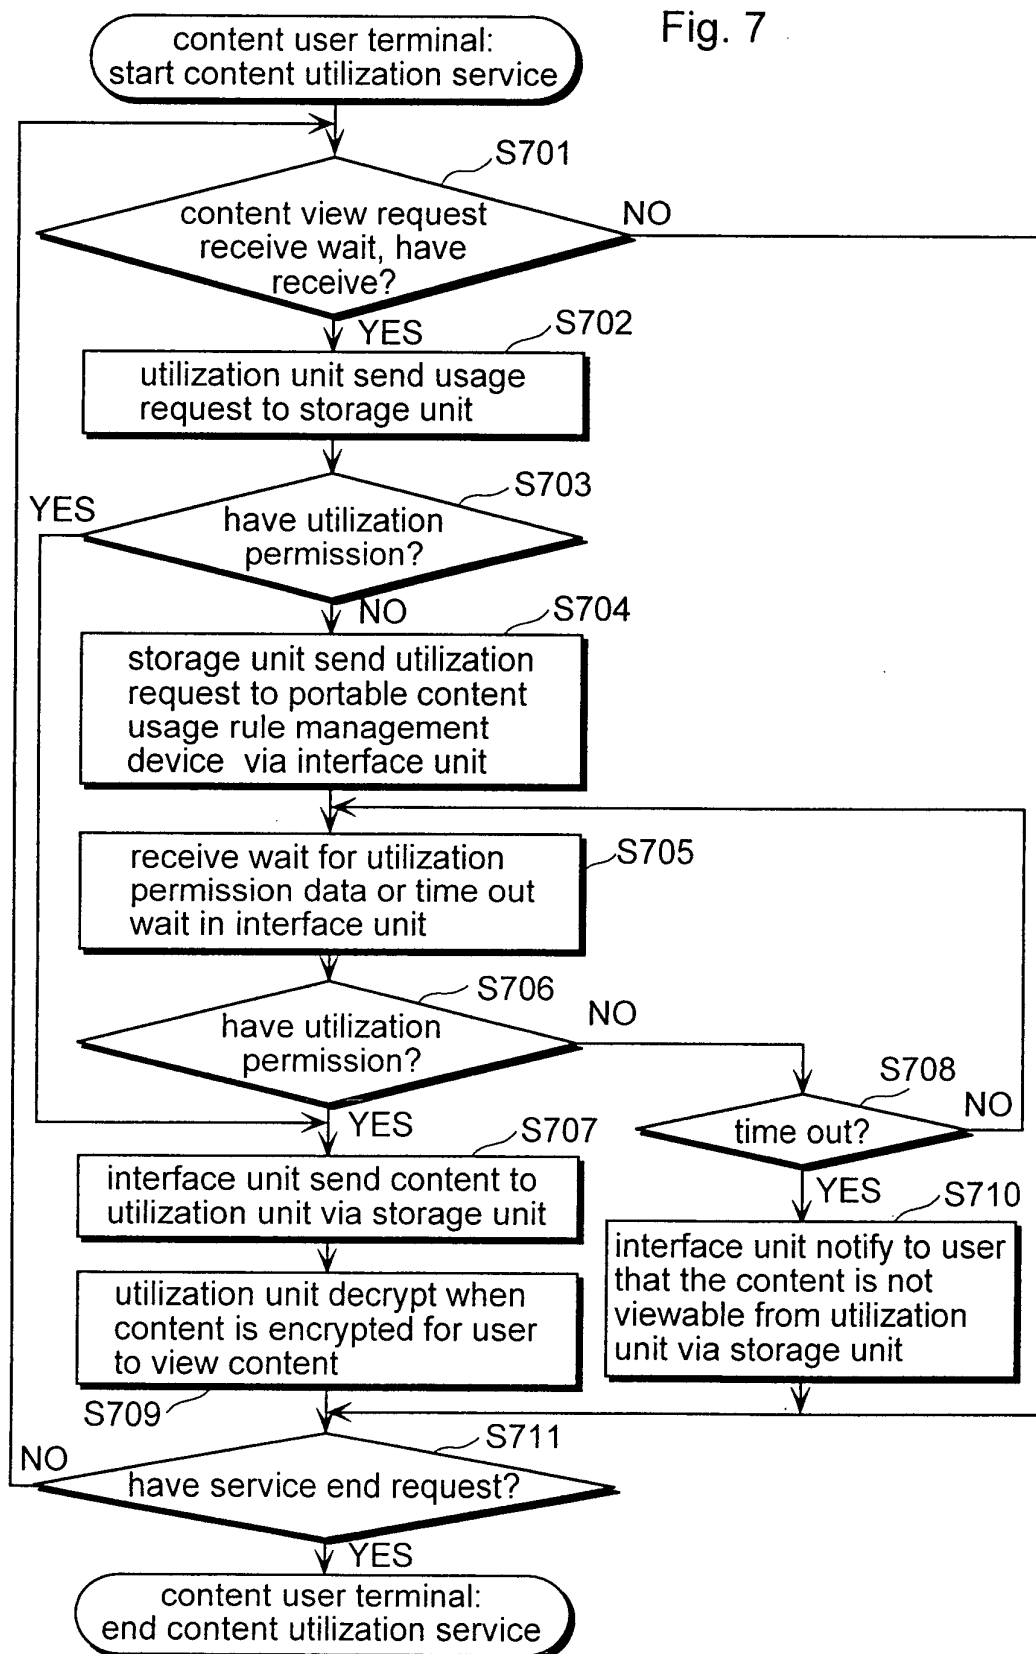 Fig. 7
content user terminal:
start content utilization service
S701
content view request
receive wait, have
receive?
NO
YES
S702
utilization unit send usage
request to storage unit
S703
YES
have utilization
permission?
NO
S704
storage unit send utilization
request to portable content
usage rule management
device via interface unit
receive wait for utilization
permission data or time out
wait in interface unit
S705
S706
have utilization
permission?
NO
YES
S708
time out?
NO
S707
interface unit send content to
utilization unit via storage unit
YES
S710
interface unit notify to user
that the content is not
viewable from utilization
unit via storage unit
utilization unit decrypt when
content is encrypted for user
to view content
S709
S711
NO
have service end request?
YES
content user terminal:
end content utilization service